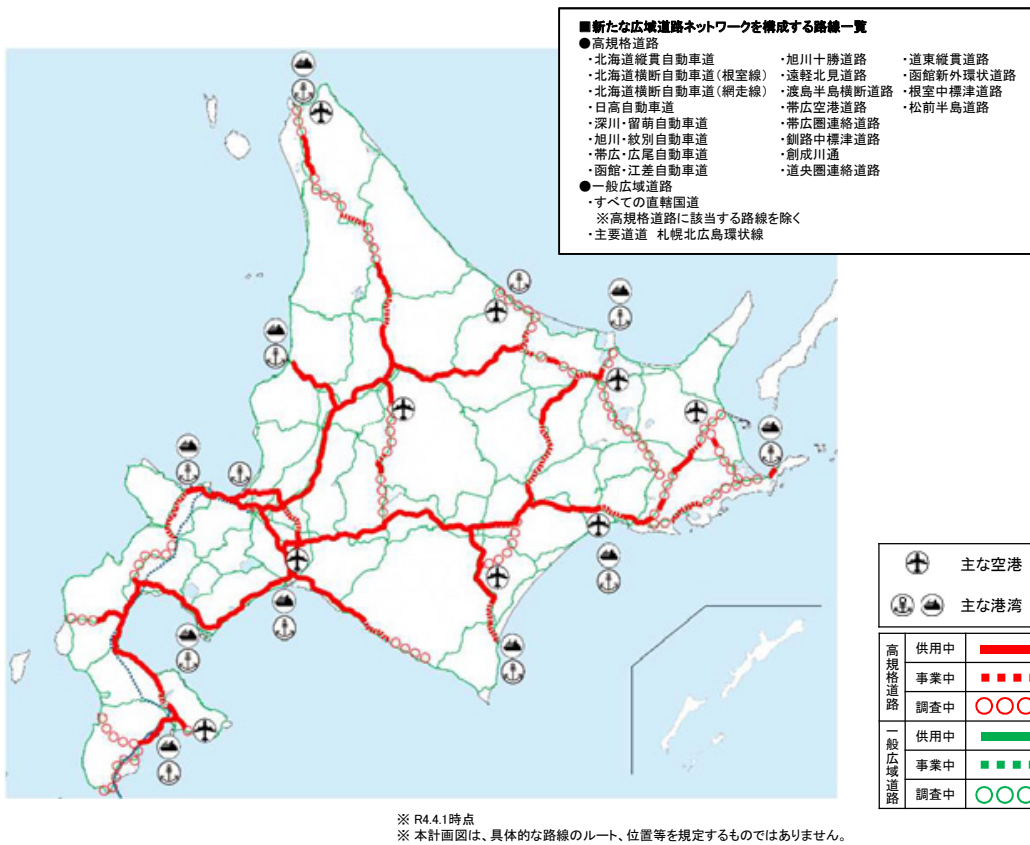 ■新たな広域道路ネットワークを構成する路線一覧
●高規格道路
・北海道縦貫自動車道
・北海道横断自動車道(根室線)
・北海道横断自動車道(網走線)
・日高自動車道
・深川・留萌自動車道
・旭川・紋別自動車道
・帯広・広尾自動車道
・函館・江差自動車道
・旭川十勝道路
・遠軽北見道路
・渡島半島横断道路
・帯広空港道路
・帯広圏連絡道路
・釧路中標津道路
・創成川通
・道央圏連絡道路
・道東縦貫道路
・函館新外環状道路
・根室中標津道路
・松前半島道路
●一般広域道路
・すべての直轄国道
※高規格道路に該当する路線を除く
・主要道道 札幌北広島環状線
主な空港
主な港湾
高規格道路
供用中
事業中
調査中
一般広域道路
供用中
事業中
調査中
※ R4.4.1時点
※ 本計画図は、具体的な路線のルート、位置等を規定するものではありません。